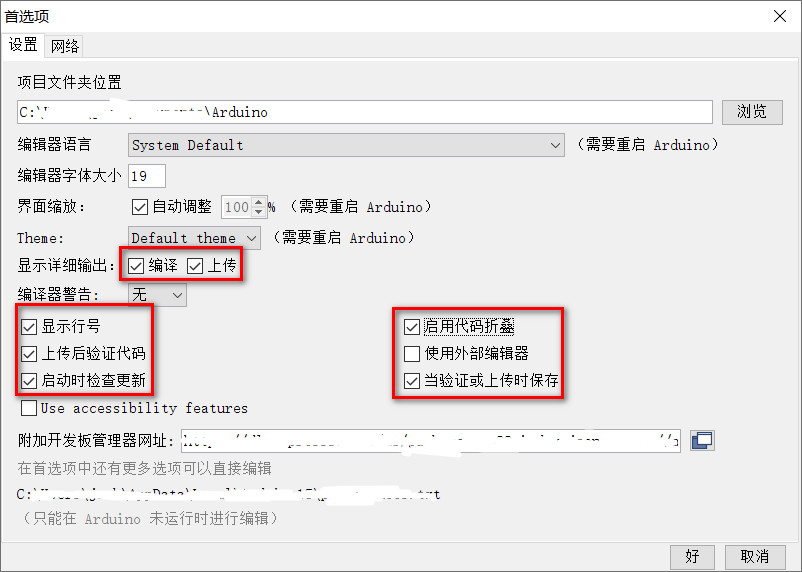 首选项
设置 网络
项目文件夹位置
C:\ \Arduino 浏览
编辑器语言 System Default （需要重启 Arduino）
编辑器字体大小 19
界面缩放： 自动调整 100 % （需要重启 Arduino）
Theme: Default theme （需要重启 Arduino）
显示详细输出： 编译 上传
编译器警告: 无
显示行号 启用代码折叠
上传后验证代码 使用外部编辑器
启动时检查更新 当验证或上传时保存
Use accessibility features
附加开发板管理器网址:
在首选项中还有更多选项可以直接编辑
C:\
（只能在 Arduino 未运行时进行编辑）
好 取消